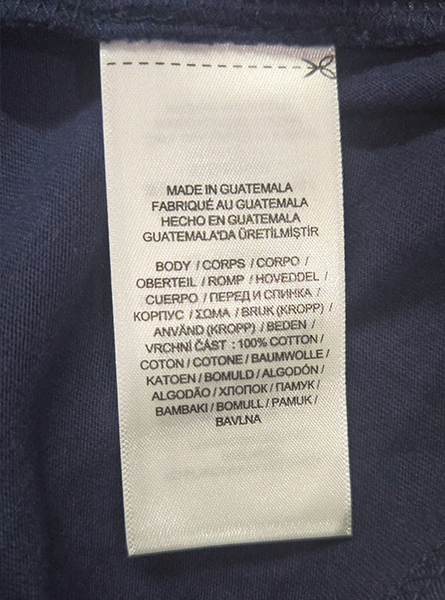 MADE IN GUATEMALA
FABRIQUÉ AU GUATEMALA
HECHO EN GUATEMALA
GUATEMALA'DA ÜRETİLMİŞTİR
BODY / CORPS / CORPO /
OBERTEIL / ROMP / HOVEDDEL /
CUERPO / ПЕРЕД И СПИНКА /
КОРПУС / ΣΩΜΑ / BRUK (KROPP) /
ANVÄND (KROPP) / BEDEN /
VRCHNÍ ČÁST : 100% COTTON /
COTON / COTONE / BAUMWOLLE /
KATOEN / BOMULD / ALGODÓN /
ALGODÃO / ХЛОПОК / ПАМУК /
BAMBAKI / BOMULL / PAMUK /
BAVLNA